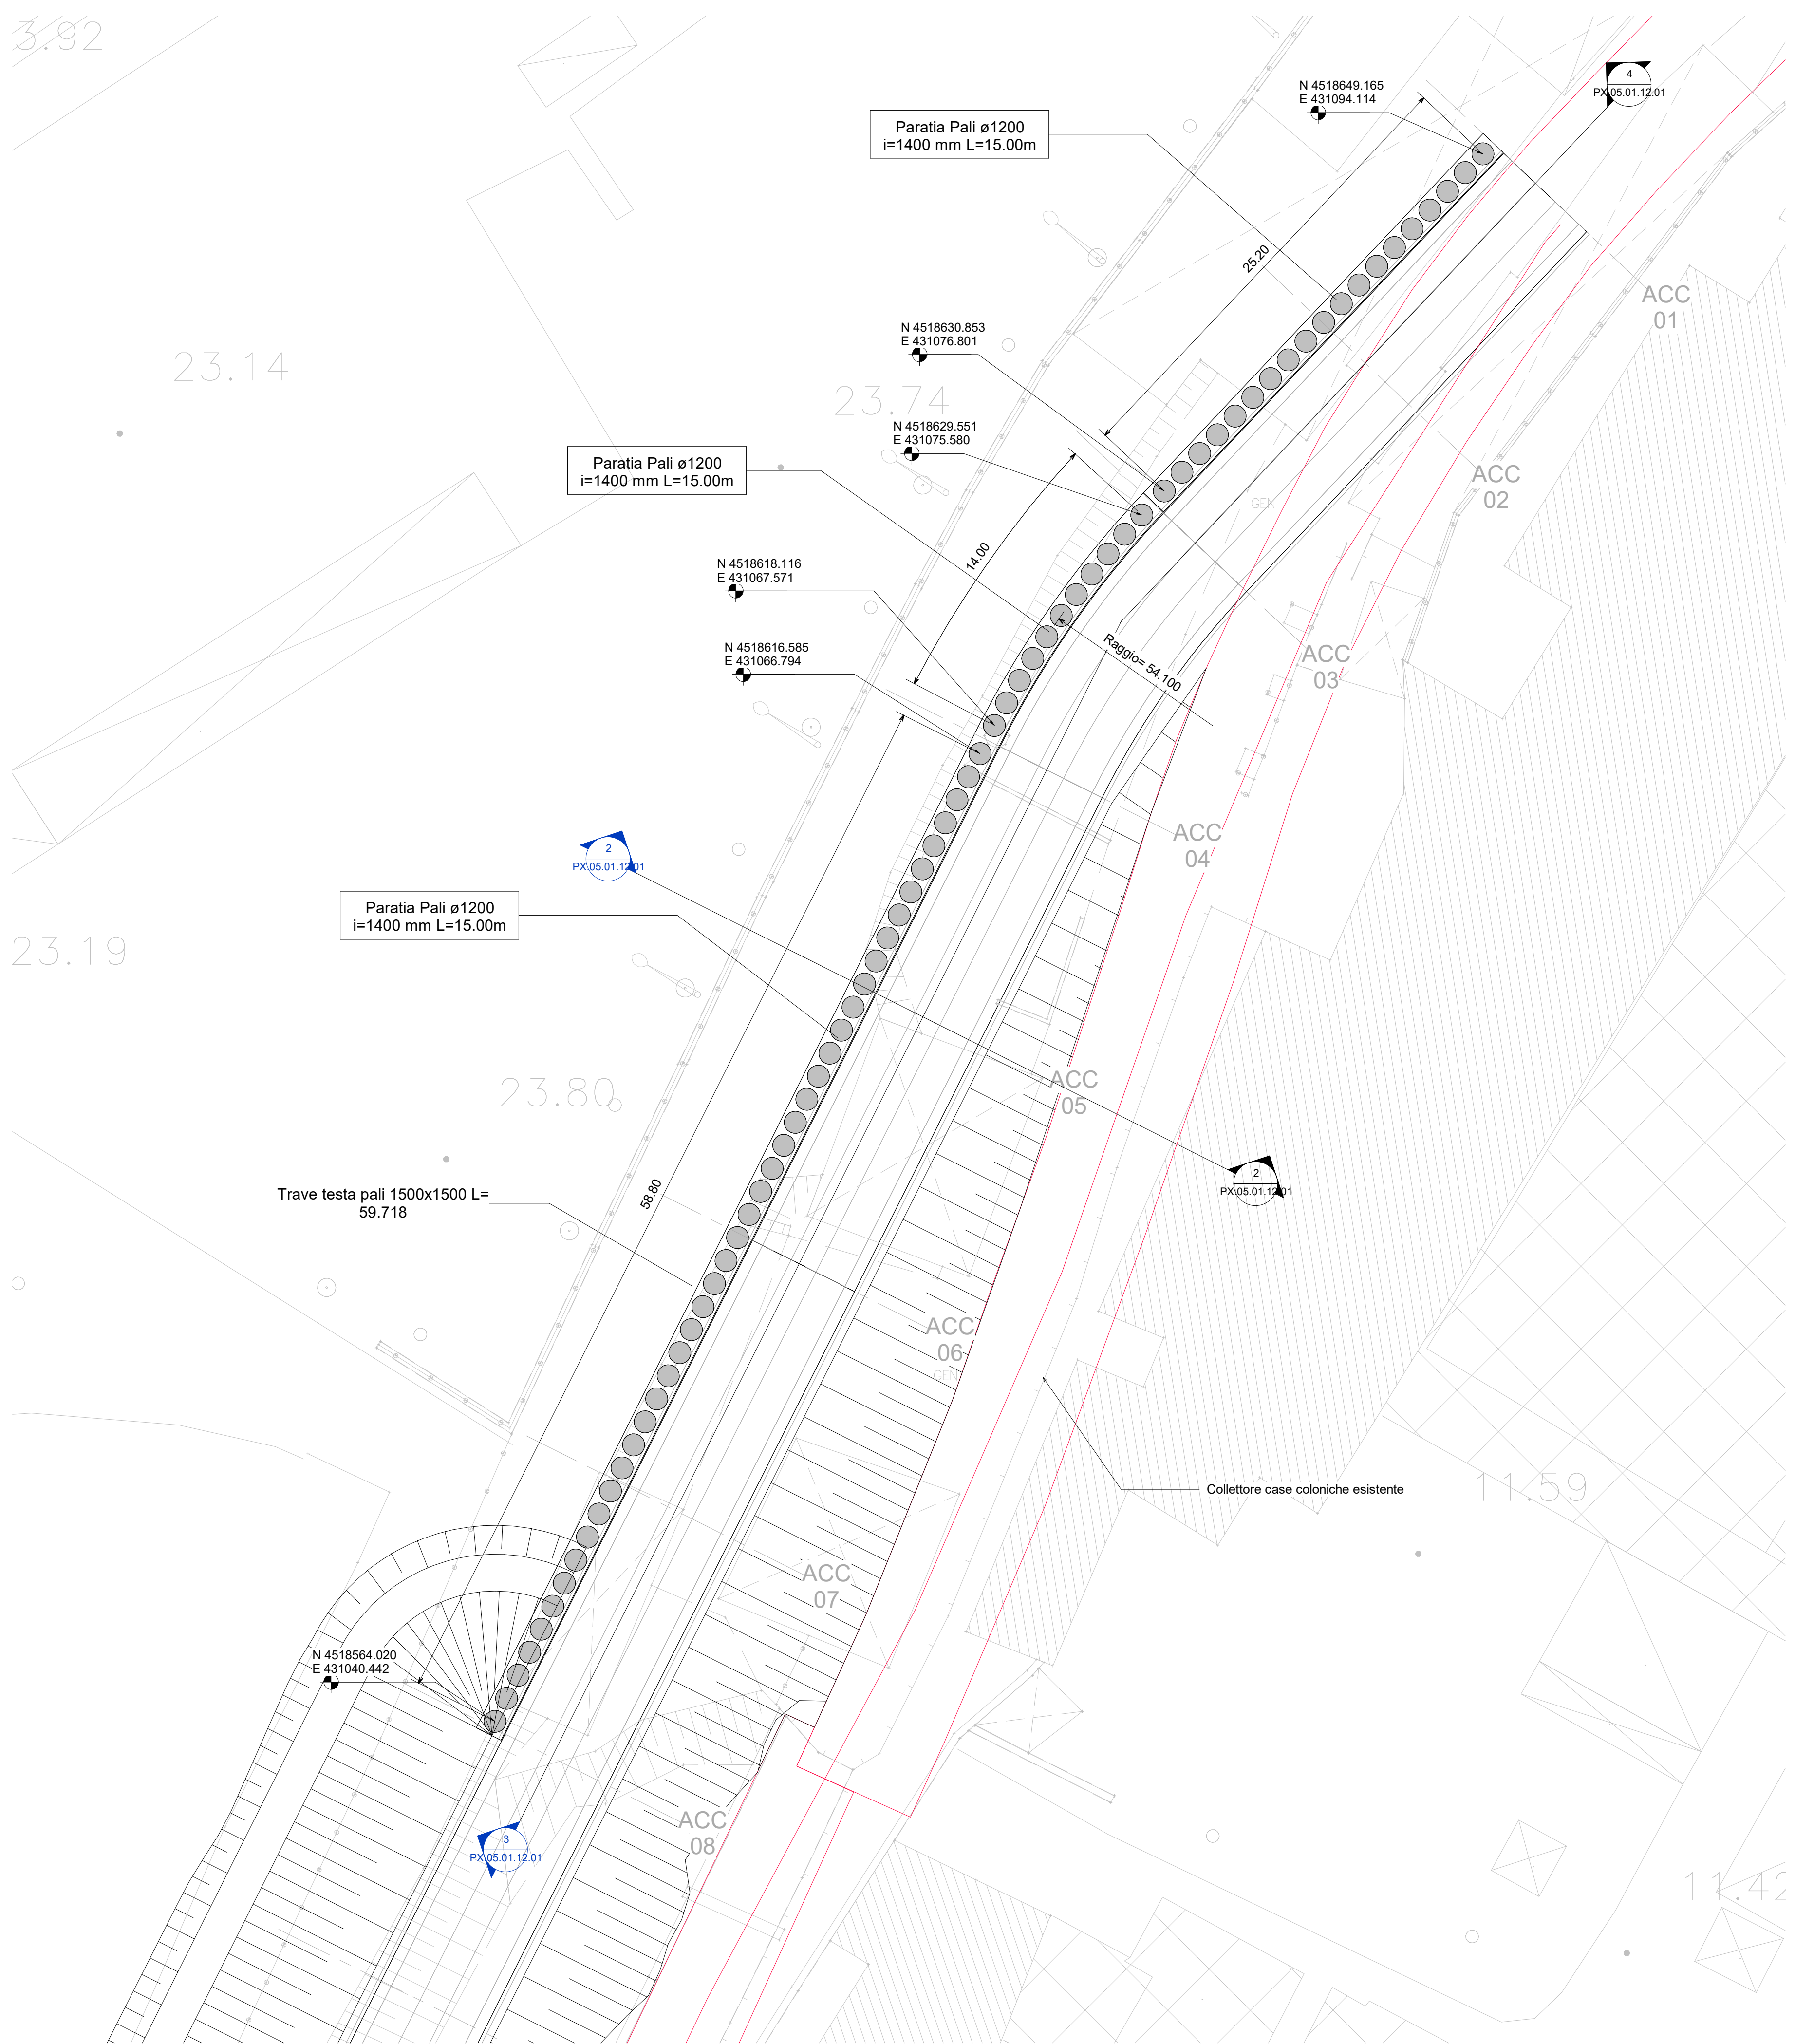 3.92
N 4518649.165
E 431094.114
4
PX.05.01.12.01
Paratia Pali ø1200
i=1400 mm L=15.00m
25.20
ACC
01
N 4518630.853
E 431076.801
23.14
23.74
N 4518629.551
E 431075.580
Paratia Pali ø1200
i=1400 mm L=15.00m
ACC
02
GEN
14.00
N 4518618.116
E 431067.571
N 4518616.585
E 431066.794
Raggio= 54.100
ACC
03
ACC
04
2
PX.05.01.12.01
Paratia Pali ø1200
i=1400 mm L=15.00m
23.19
23.80
ACC
05
2
PX.05.01.12.01
Trave testa pali 1500x1500 L=
59.718
58.80
ACC
06
GEN
Collettore case coloniche esistente
11.59
ACC
07
N 4518564.020
E 431040.442
ACC
08
3
PX.05.01.12.01
11.42